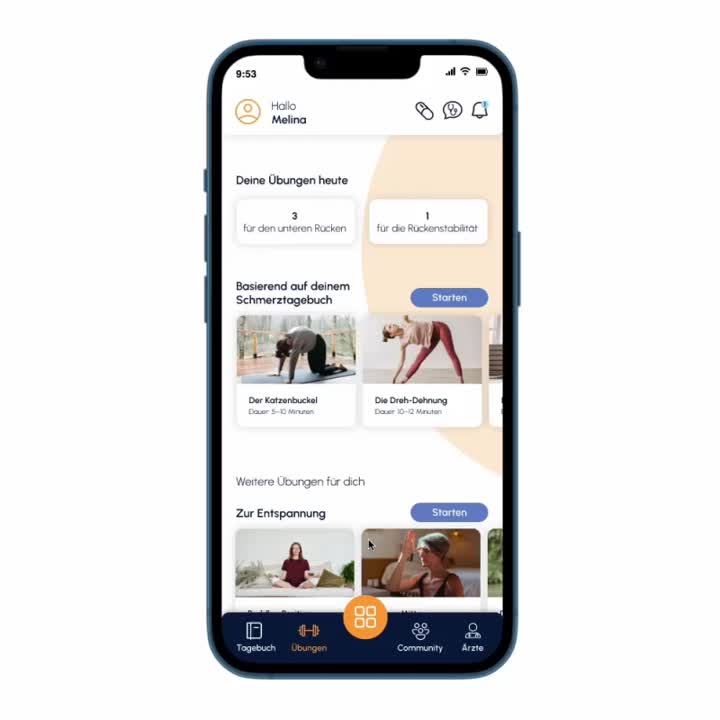 9:53
Hallo
Melina
Deine Übungen heute
3
für den unteren Rücken
1
für die Rückenstabilität
Basierend auf deinem
Schmerztagebuch
Starten
Der Katzenbuckel
Dauer: 5-10 Minuten
Die Dreh-Dehnung
Dauer: 10-12 Minuten
Weitere Übungen für dich
Zur Entspannung
Starten
Tagebuch
Übungen
Community
Ärzte